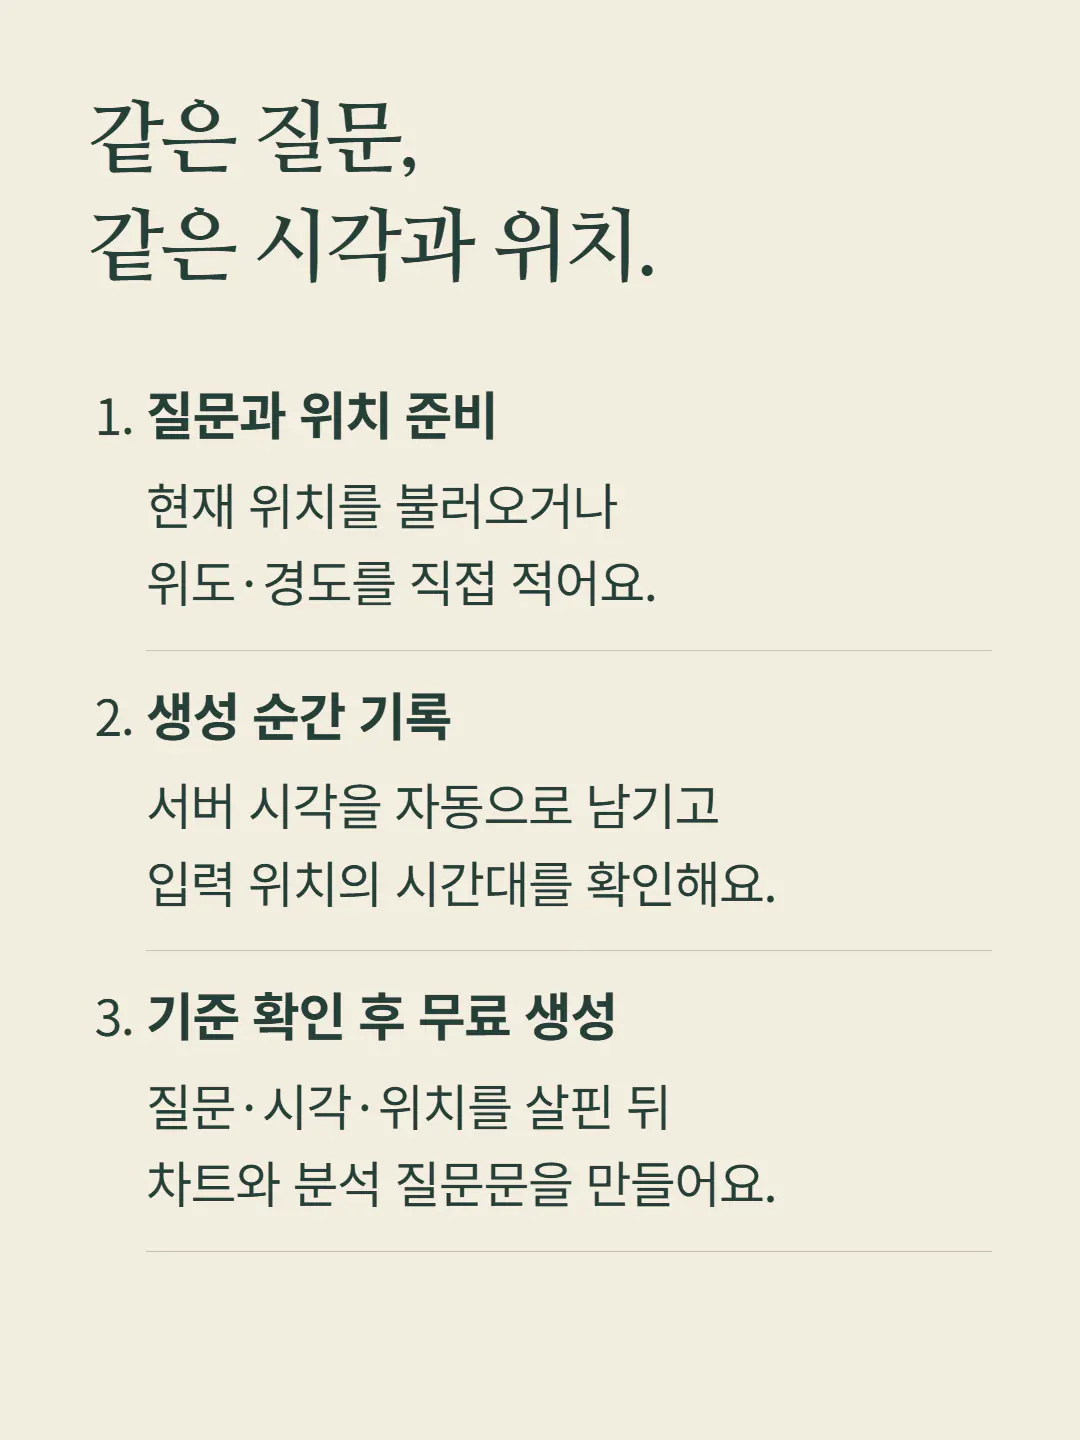 같은 질문,
같은 시각과 위치.
1. 질문과 위치 준비
현재 위치를 불러오거나
위도·경도를 직접 적어요.
2. 생성 순간 기록
서버 시각을 자동으로 남기고
입력 위치의 시간대를 확인해요.
3. 기준 확인 후 무료 생성
질문·시각·위치를 살핀 뒤
차트와 분석 질문문을 만들어요.